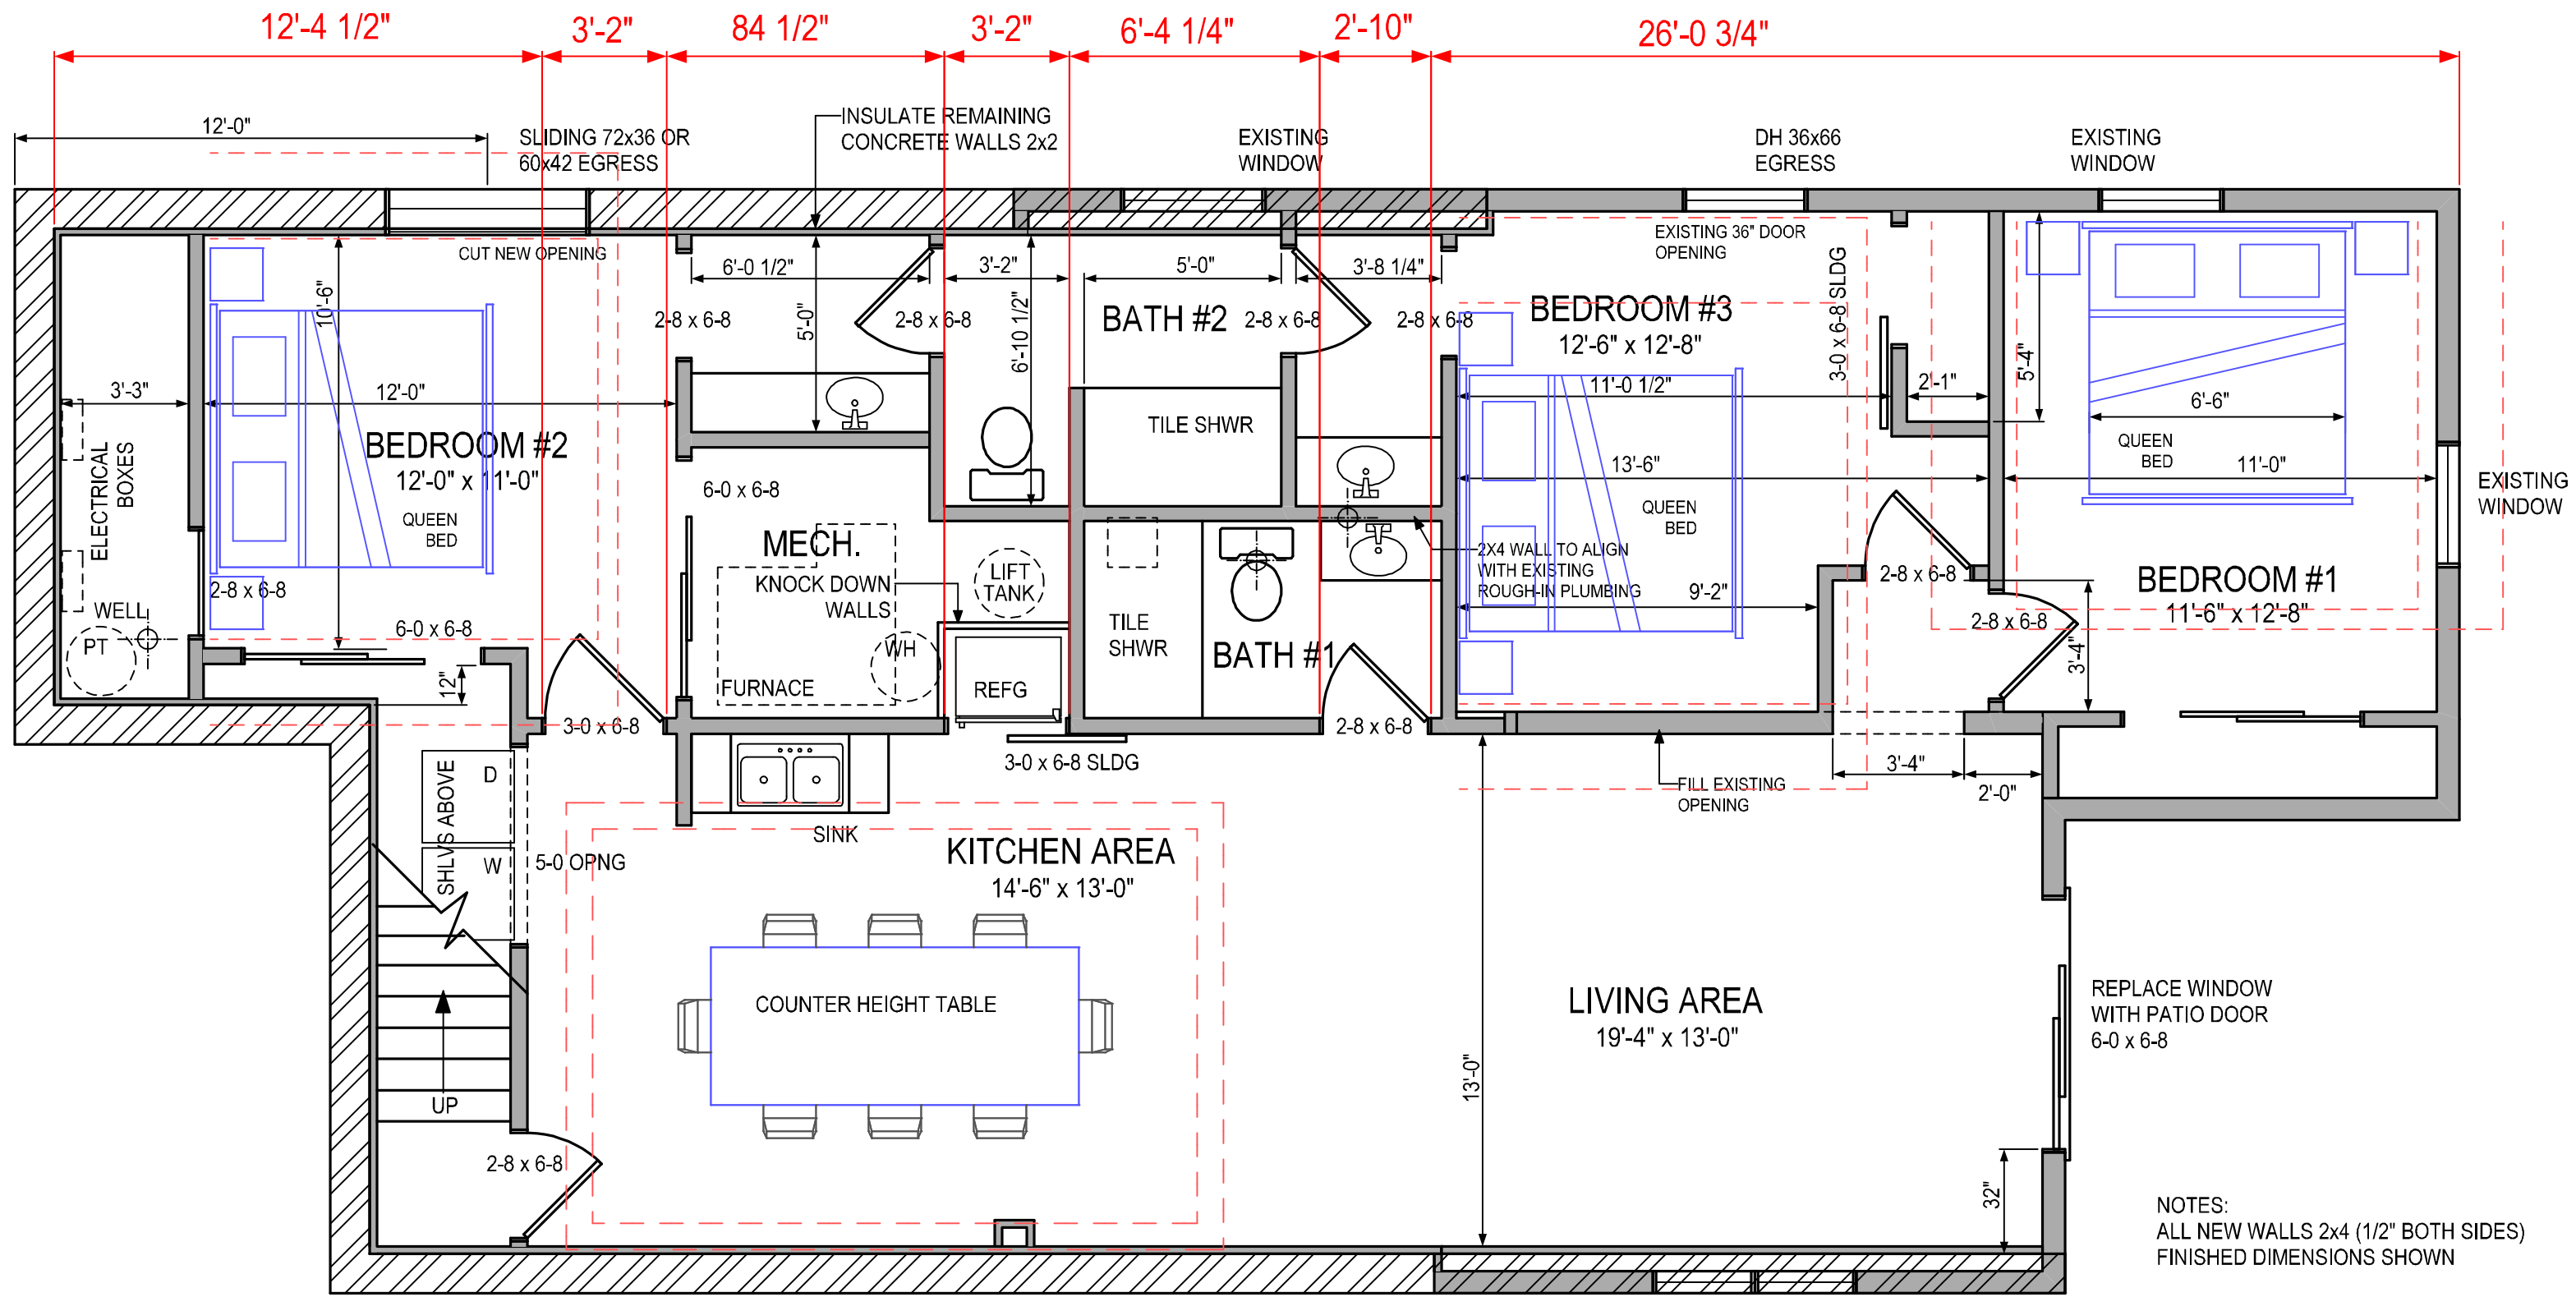 12'-4 1/2"
3'-2"
84 1/2"
3'-2"
6'-4 1/4"
2'-10"
26'-0 3/4"
12'-0"
SLIDING 72x36 OR
60x42 EGRESS
INSULATE REMAINING
CONCRETE WALLS 2x2
EXISTING
WINDOW
DH 36x66
EGRESS
EXISTING
WINDOW
CUT NEW OPENING
EXISTING 36" DOOR
OPENING
6'-0 1/2"
3'-2"
5'-0"
3'-8 1/4"
10'-6"
5'-0"
6'-10 1/2"
3-0 x 6-8 SLDG
5'-4"
2-8 x 6-8
2-8 x 6-8
BATH #2
2-8 x 6-8
2-8 x 6-8
BEDROOM #3
12'-6" x 12'-8"
3'-3"
12'-0"
11'-0 1/2"
2'-1"
6'-6"
TILE SHWR
BEDROOM #2
12'-0" x 11'-0"
QUEEN
BED
QUEEN
BED
13'-6"
11'-0"
EXISTING
WINDOW
ELECTRICAL
BOXES
6-0 x 6-8
QUEEN
BED
MECH.
KNOCK DOWN
WALLS
LIFT
TANK
2X4 WALL TO ALIGN
WITH EXISTING
ROUGH-IN PLUMBING
9'-2"
2-8 x 6-8
BEDROOM #1
11'-6" x 12'-8"
2-8 x 6-8
2-8 x 6-8
WELL
PT
6-0 x 6-8
WH
TILE
SHWR
BATH #1
3'-4"
12"
FURNACE
REFG
3-0 x 6-8
2-8 x 6-8
3-0 x 6-8 SLDG
3'-4"
2'-0"
FILL EXISTING
OPENING
SHLVS ABOVE
D
W
5-0 OPNG
SINK
KITCHEN AREA
14'-6" x 13'-0"
COUNTER HEIGHT TABLE
LIVING AREA
19'-4" x 13'-0"
REPLACE WINDOW
WITH PATIO DOOR
6-0 x 6-8
13'-0"
UP
2-8 x 6-8
32"
NOTES:
ALL NEW WALLS 2x4 (1/2" BOTH SIDES)
FINISHED DIMENSIONS SHOWN